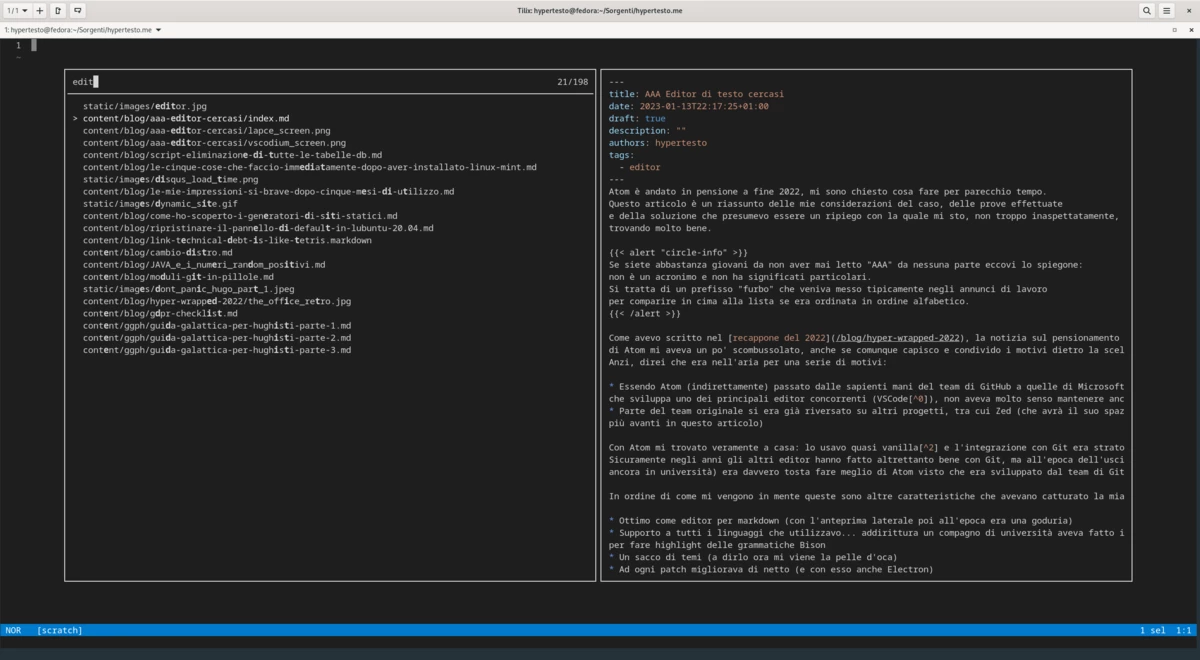 1 / 1
Tilix: hypertesto@fedora:~/Sorgenti/hypertesto.me
1: hypertesto@fedora:~/Sorgenti/hypertesto.me
1
~
edit
21/198
static/images/editor.jpg
> content/blog/aaa-editor-cercasi/index.md
content/blog/aaa-editor-cercasi/lapce_screen.png
content/blog/aaa-editor-cercasi/vscodium_screen.png
content/blog/script-eliminazione-di-tutte-le-tabelle-db.md
content/blog/le-cinque-cose-che-faccio-immediatamente-dopo-aver-installato-linux-mint.md
static/images/disqus_load_time.png
content/blog/le-mie-impressioni-si-brave-dopo-cinque-mesi-di-utilizzo.md
static/images/dynamic_site.gif
content/blog/come-ho-scoperto-i-generatori-di-siti-statici.md
content/blog/ripristinare-il-pannello-di-default-in-lubuntu-20.04.md
content/blog/link-technical-debt-is-like-tetris.markdown
content/blog/cambio-distro.md
content/blog/JAVA_e_i_numeri_random_positivi.md
content/blog/moduli-git-in-pillole.md
static/images/dont_panic_hugo_part_1.jpeg
content/blog/hyper-wrapped-2022/the_office_retro.jpg
content/blog/gdpr-checklist.md
content/ggph/guida-galattica-per-hughisti-parte-1.md
content/ggph/guida-galattica-per-hughisti-parte-2.md
content/ggph/guida-galattica-per-hughisti-parte-3.md
---
title: AAA Editor di testo cercasi
date: 2023-01-13T22:17:25+01:00
draft: true
description: ""
authors: hypertesto
tags:
- editor
---
Atom è andato in pensione a fine 2022, mi sono chiesto cosa fare per parecchio tempo.
Questo articolo è un riassunto delle mie considerazioni del caso, delle prove effettuate
e della soluzione che presumevo essere un ripiego con la quale mi sto, non troppo inaspettatamente,
trovando molto bene.
{{< alert "circle-info" >}}
Se siete abbastanza giovani da non aver mai letto "AAA" da nessuna parte eccovi lo spiegone:
non è un acronimo e non ha significati particolari.
Si tratta di un prefisso "furbo" che veniva messo tipicamente negli annunci di lavoro
per comparire in cima alla lista se era ordinata in ordine alfabetico.
{{< /alert >}}
Come avevo scritto nel [recappone del 2022](/blog/hyper-wrapped-2022), la notizia sul pensionamento
di Atom mi aveva un po' scombussolato, anche se comunque capisco e condivido i motivi dietro la scel
Anzi, direi che era nell'aria per una serie di motivi:
* Essendo Atom (indirettamente) passato dalle sapienti mani del team di GitHub a quelle di Microsoft
che sviluppa uno dei principali editor concorrenti (VSCode[^0]), non aveva molto senso mantenere anc
* Parte del team originale si era già riversato su altri progetti, tra cui Zed (che avrà il suo spaz
più avanti in questo articolo)
Con Atom mi trovato veramente a casa: lo usavo quasi vanilla[^2] e l'integrazione con Git era strato
Sicuramente negli anni gli altri editor hanno fatto altrettanto bene con Git, ma all'epoca dell'usci
ancora in università) era davvero tosta fare meglio di Atom visto che era sviluppato dal team di Git
In ordine di come mi vengono in mente queste sono altre caratteristiche che avevano catturato la mia
* Ottimo come editor per markdown (con l'anteprima laterale poi all'epoca era una goduria)
* Supporto a tutti i linguaggi che utilizzavo... addirittura un compagno di università aveva fatto i
per fare highlight delle grammatiche Bison
* Un sacco di temi (a dirlo ora mi viene la pelle d'oca)
* Ad ogni patch migliorava di netto (e con esso anche Electron)
NOR [scratch]
1 sel 1:1